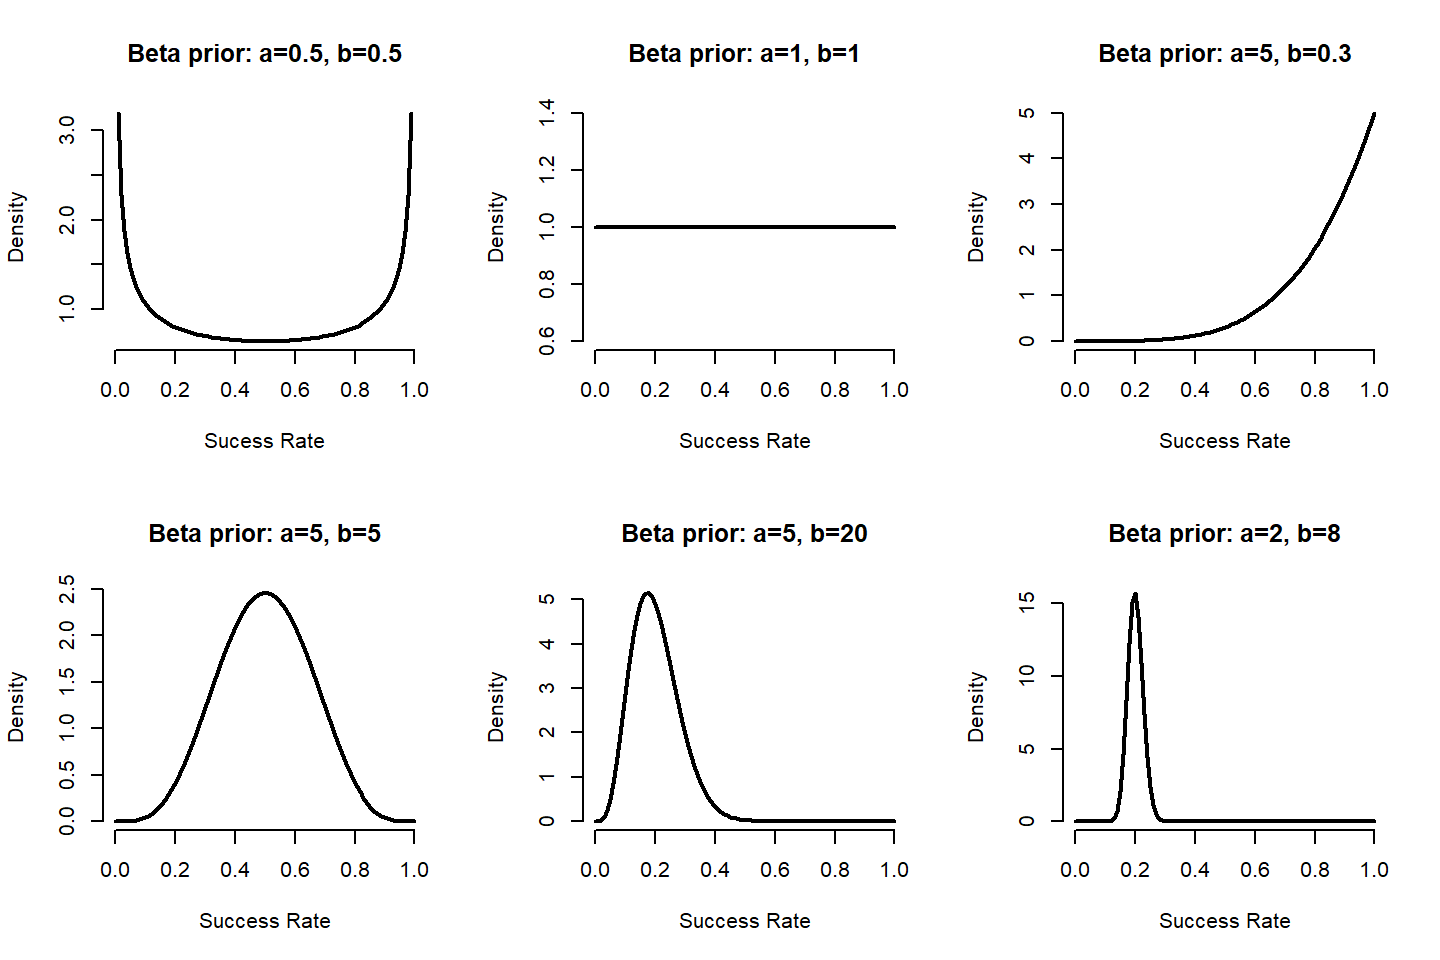 Beta prior: a=0.5, b=0.5
Density
3.0
2.0
1.0
0.0 0.2 0.4 0.6 0.8 1.0
Sucess Rate
Beta prior: a=1, b=1
Density
1.4
1.2
1.0
0.8
0.6
0.0 0.2 0.4 0.6 0.8 1.0
Success Rate
Beta prior: a=5, b=0.3
Density
5
4
3
2
1
0
0.0 0.2 0.4 0.6 0.8 1.0
Success Rate
Beta prior: a=5, b=5
Density
2.5
2.0
1.5
1.0
0.5
0.0
0.0 0.2 0.4 0.6 0.8 1.0
Success Rate
Beta prior: a=5, b=20
Density
5
4
3
2
1
0
0.0 0.2 0.4 0.6 0.8 1.0
Success Rate
Beta prior: a=2, b=8
Density
15
10
5
0
0.0 0.2 0.4 0.6 0.8 1.0
Success Rate